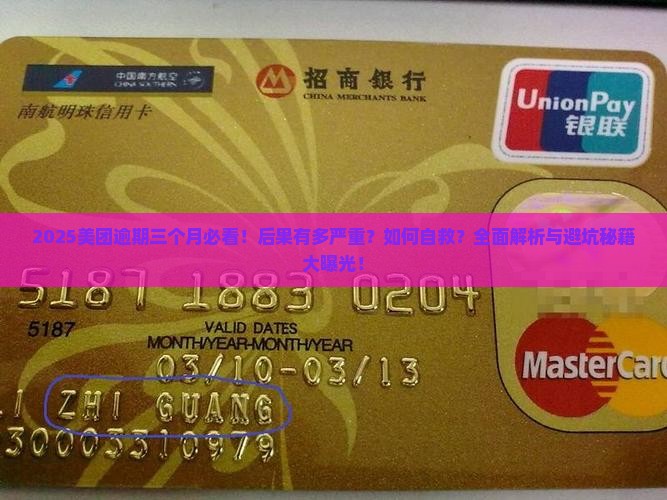 中国南方航空
CHINA SOUTHERN
招商銀行
CHINA MERCHANTS BANK
南航明珠信用卡
UnionPay
银联
2025美团逾期三个月必看！后果有多严重？如何自救？全面解析与避坑秘籍
大曝光！
5187 1883 0204
5187
VALID DATES
MONTH/YEAR-MONTH/YEAR
03/10-03/13
MasterCard
LI ZHI GUANG
30003310979